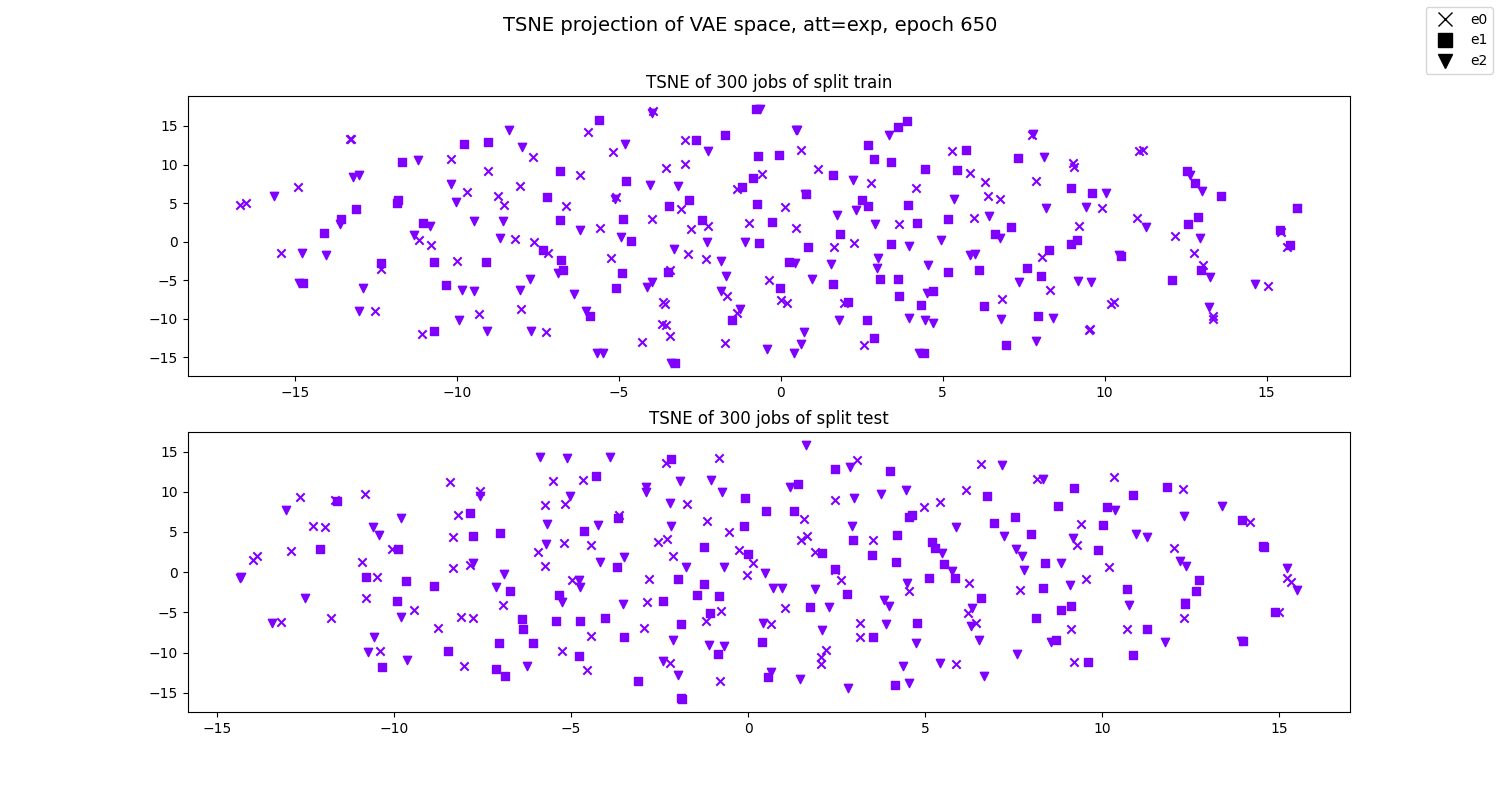 TSNE projection of VAE space, att=exp, epoch 650
e0
e1
e2
TSNE of 300 jobs of split train
15
10
5
0
−5
−10
−15
−15 −10 −5 0 5 10 15
TSNE of 300 jobs of split test
15
10
5
0
−5
−10
−15
−15 −10 −5 0 5 10 15